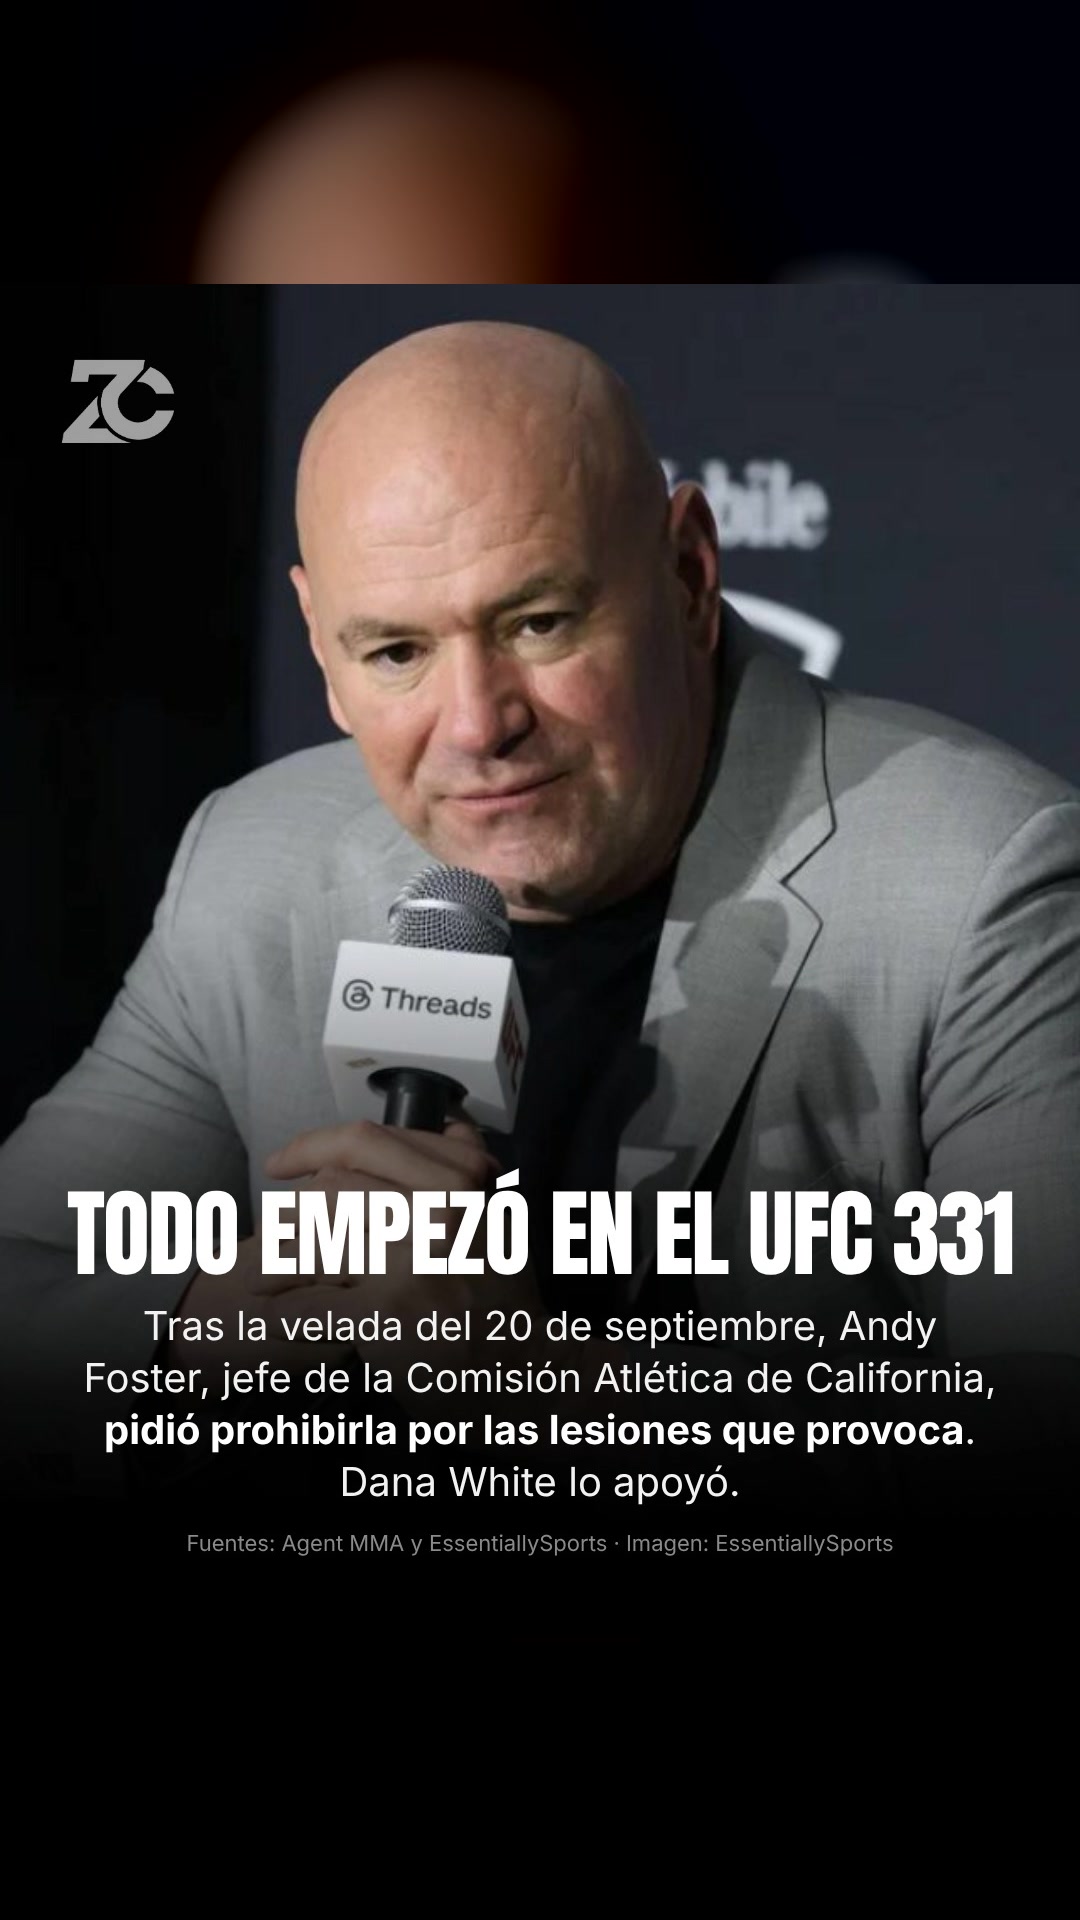 ZC
obile
Threads
UFC
TODO EMPEZÓ EN EL UFC 331
Tras la velada del 20 de septiembre, Andy
Foster, jefe de la Comisión Atlética de California,
pidió prohibirla por las lesiones que provoca.
Dana White lo apoyó.
Fuentes: Agent MMA y EssentiallySports · Imagen: EssentiallySports